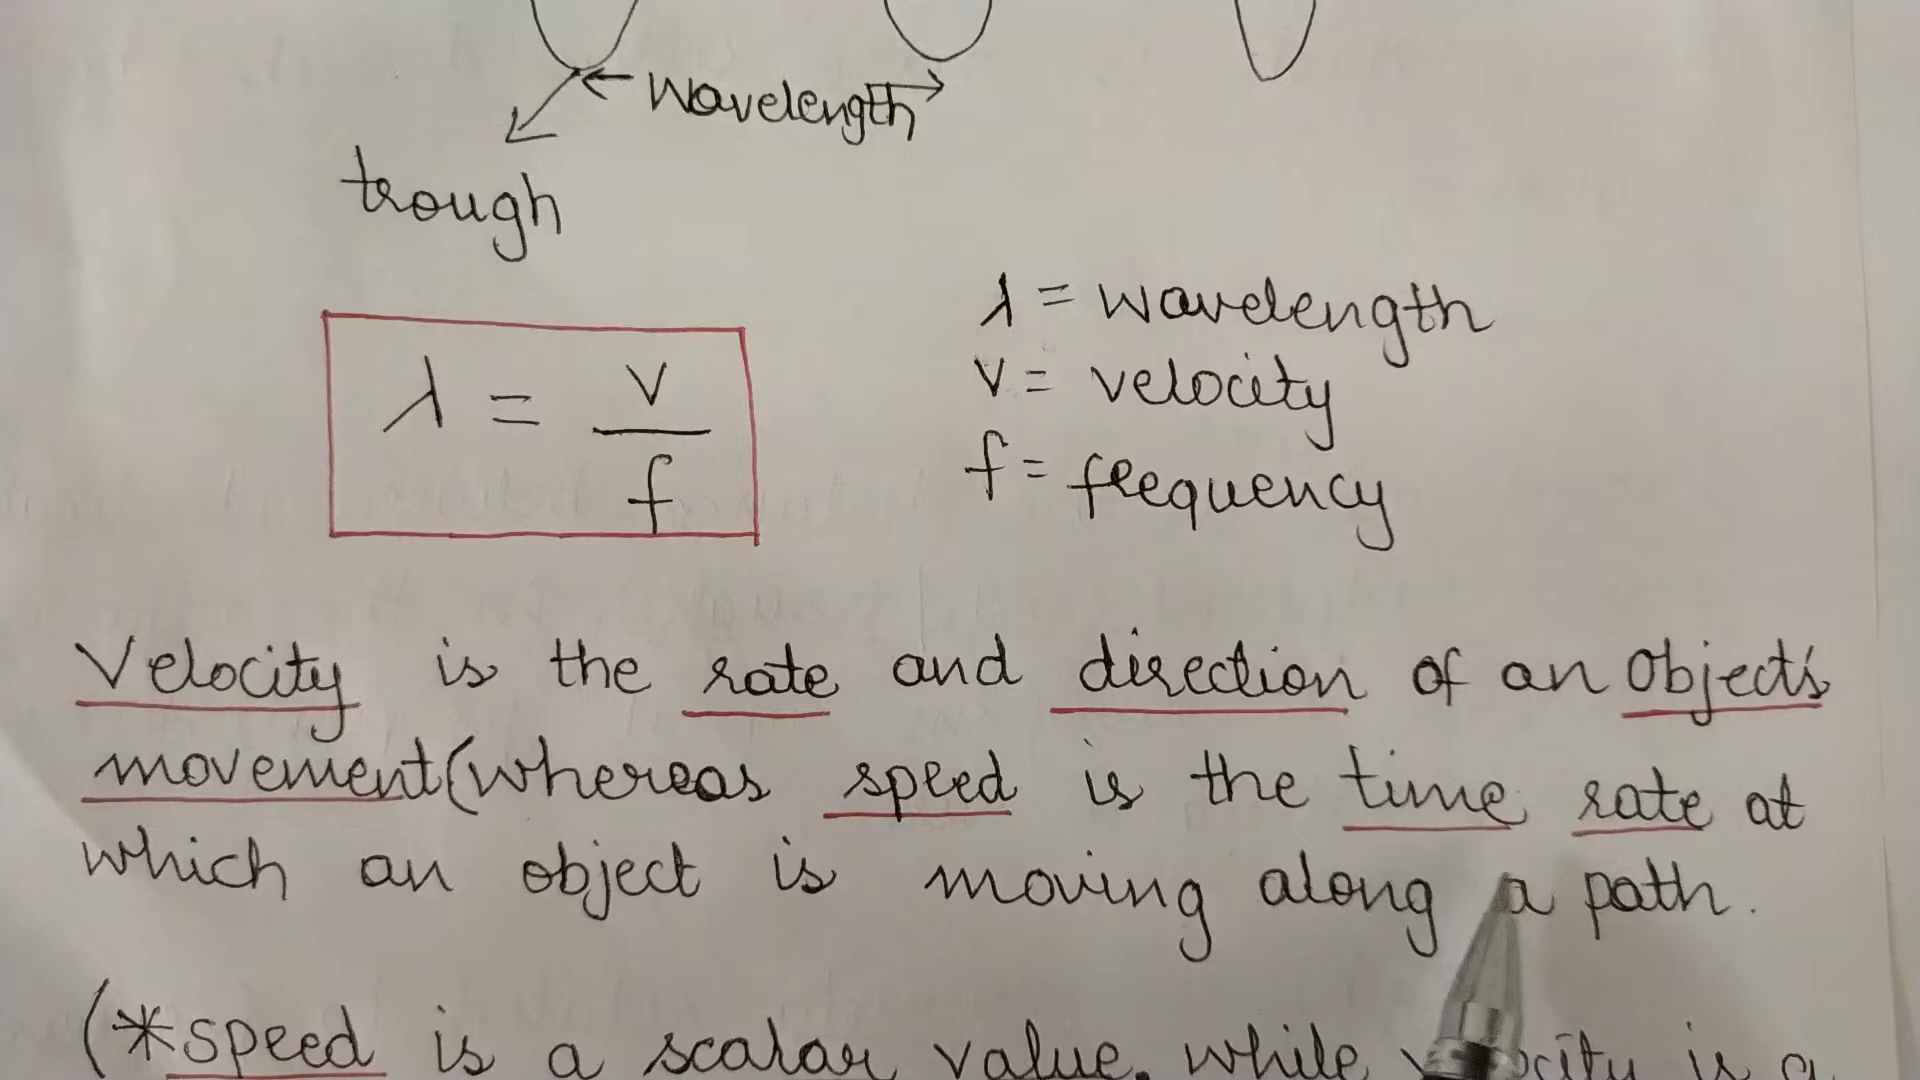 ← Wavelength →
trough
λ = wavelength
v = velocity
f = frequency
λ = v / f
Velocity is the rate and direction of an object's
movement(whereas speed is the time rate at
which an object is moving along a path.
(*speed is a scalar value, while is a